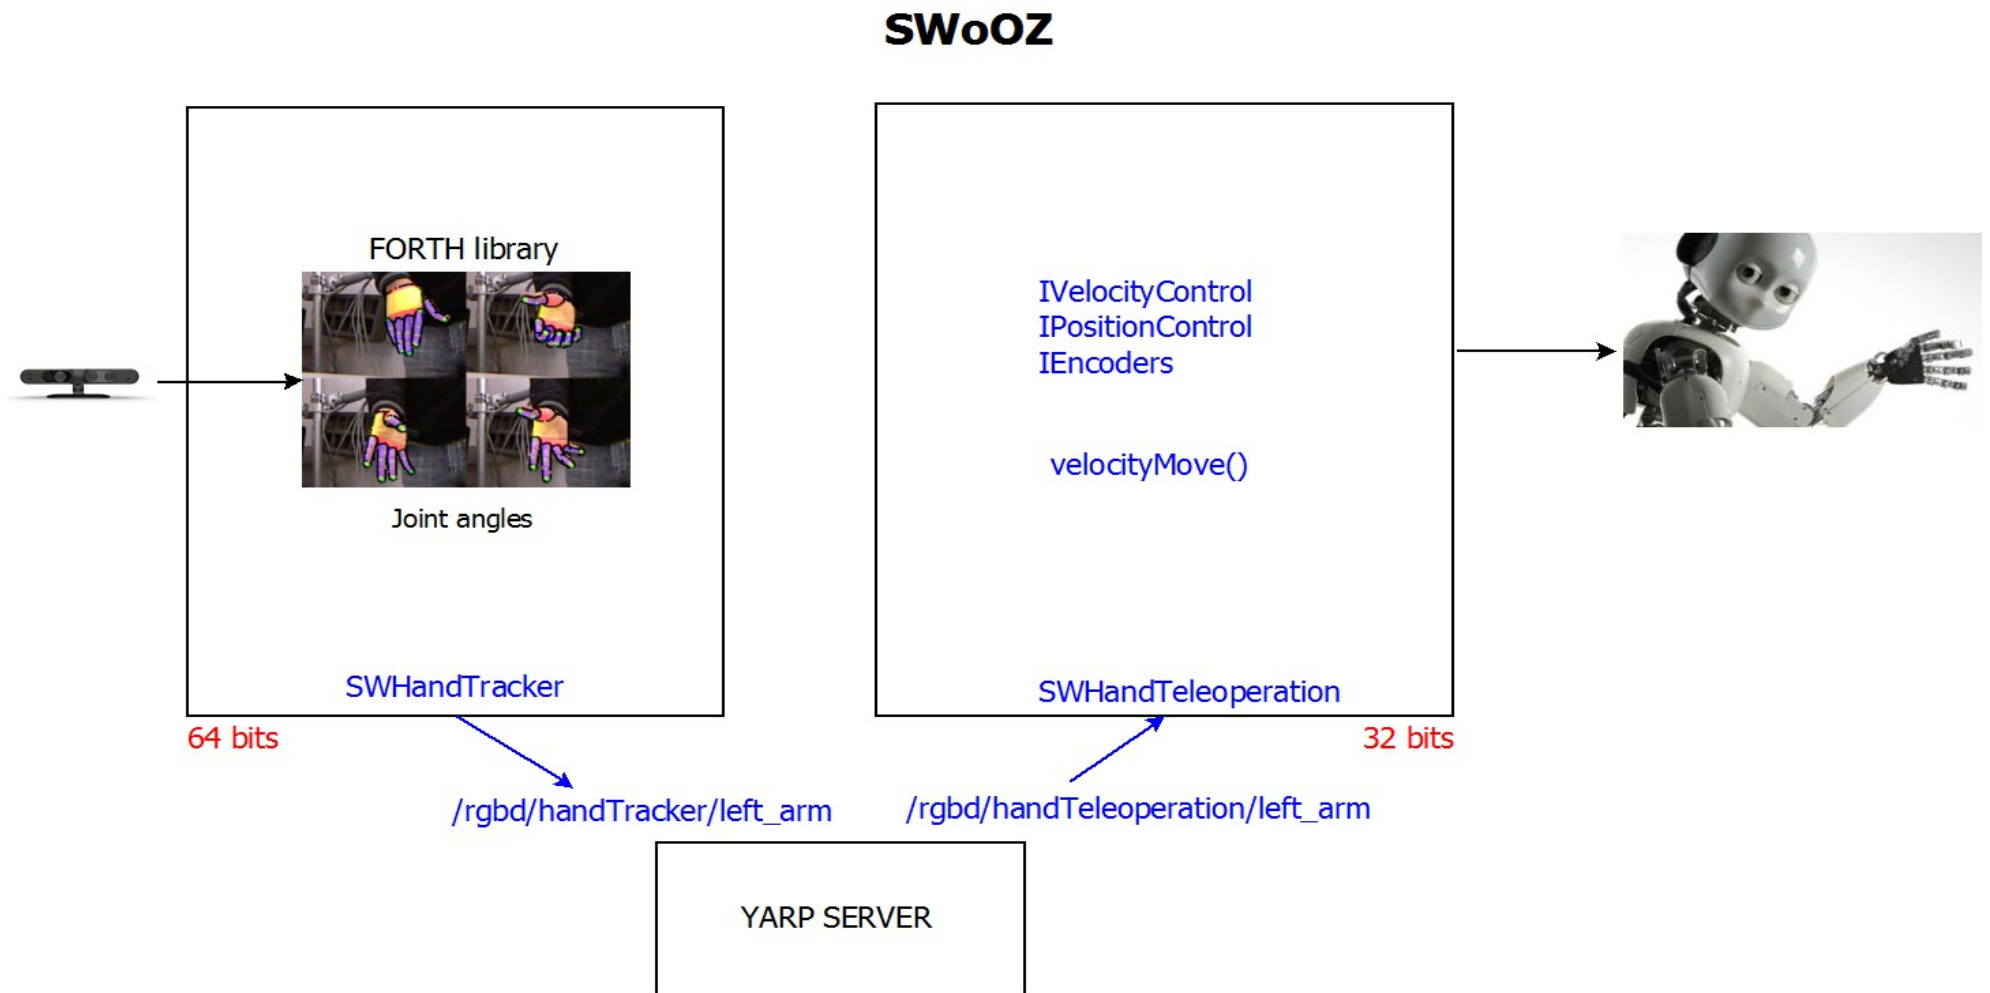 SWoOZ
FORTH library
Joint angles
SWHandTracker
64 bits
IVelocityControl
IPositionControl
IEncoders
velocityMove()
SWHandTeleoperation
32 bits
/rgbd/handTracker/left_arm
/rgbd/handTeleoperation/left_arm
YARP SERVER